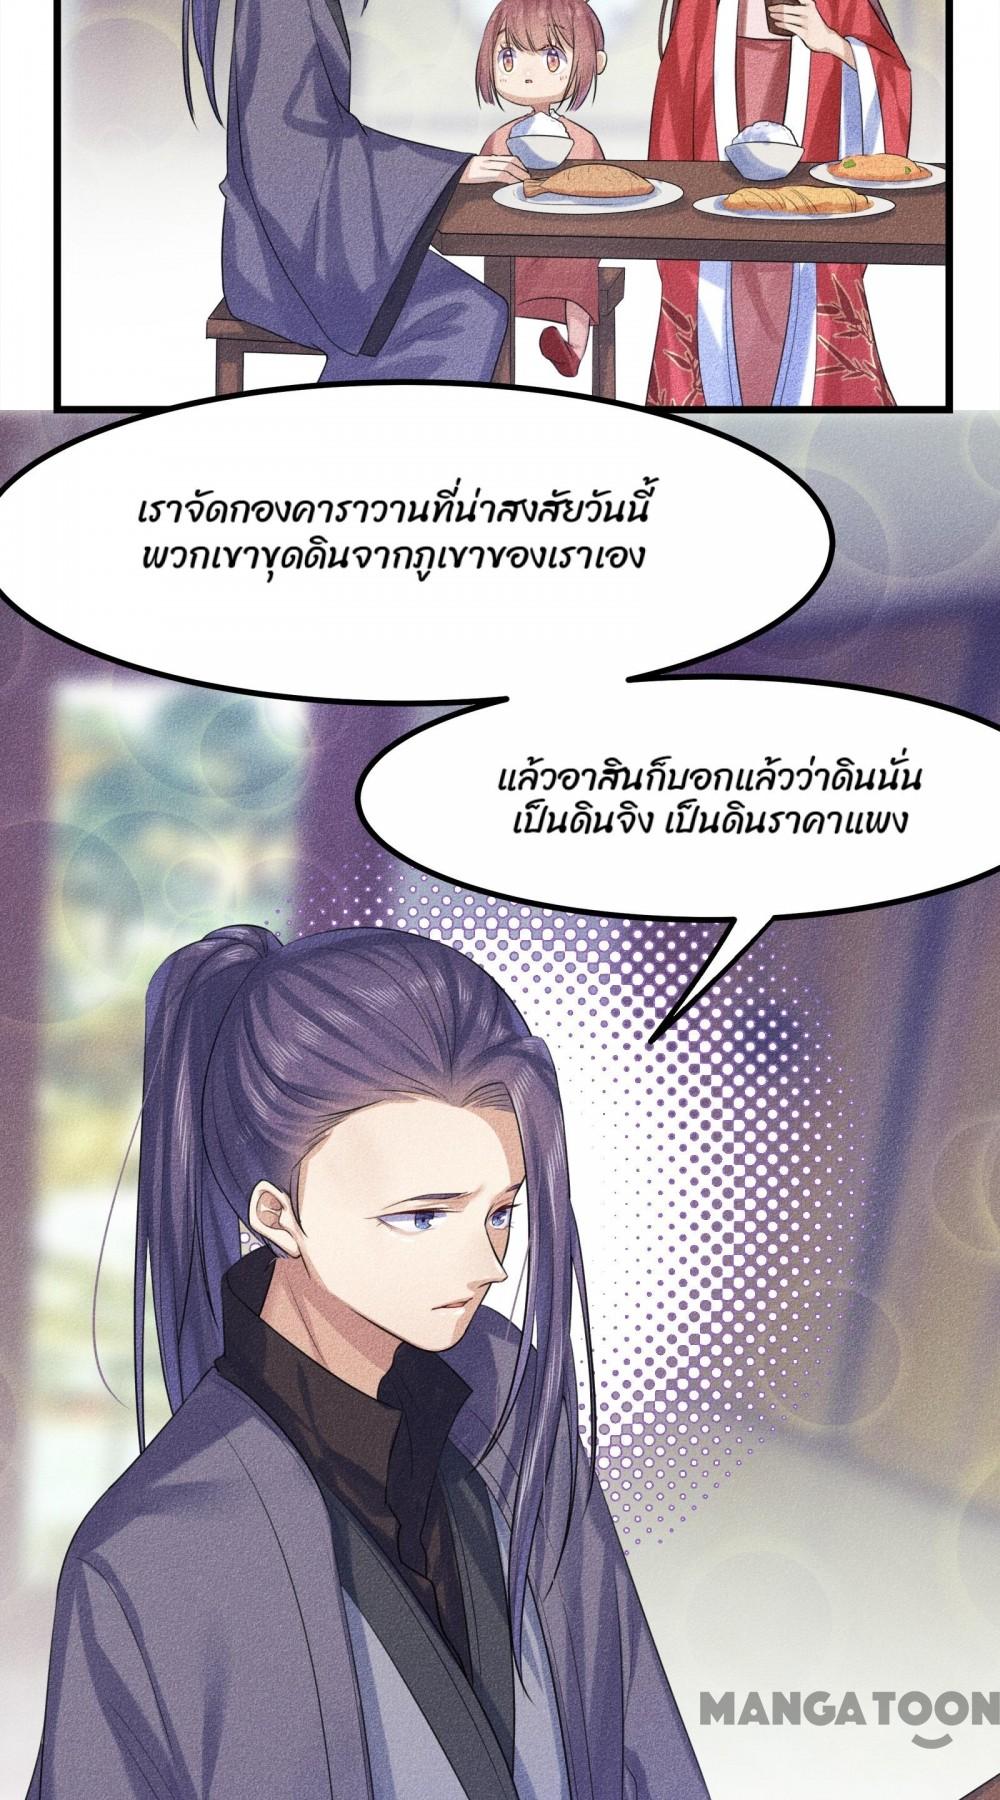 เราจัดกองคาราวานที่น่าสงสัยวันนี้
พวกเขาขุดดินจากภูเขาของเราเอง
แล้วอาสินก็บอกแล้วว่าดินนั่น
เป็นดินจิง เป็นดินราคาแพง
MANGATOON